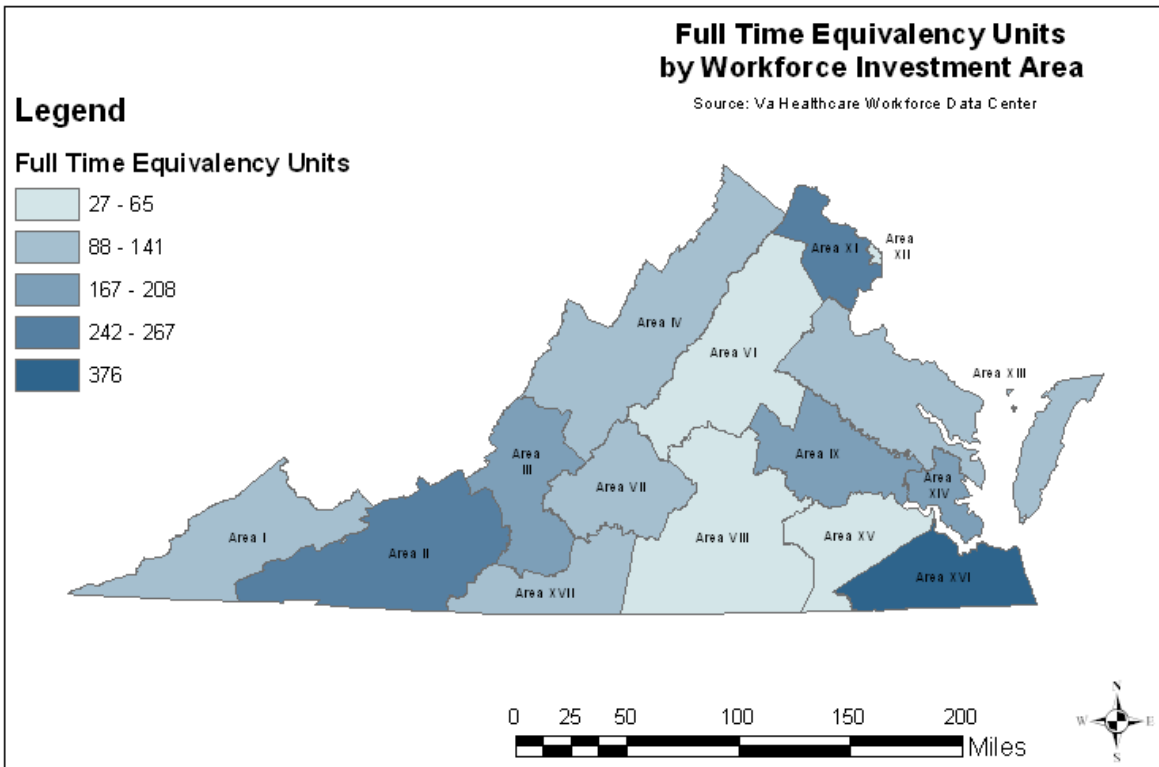 Full Time Equivalency Units
by Workforce Investment Area
Source: Va Healthcare Workforce Data Center
Legend
Full Time Equivalency Units
27 - 65
88 - 141
167 - 208
242 - 267
376
Area XI
Area
XII
Area IV
Area VI
Area XIII
Area
III
Area IX
Area VII
Area
XIV
Area I
Area II
Area VIII
Area XV
Area XVII
Area XVI
0 25 50 100 150 200
Miles
N
W E
S